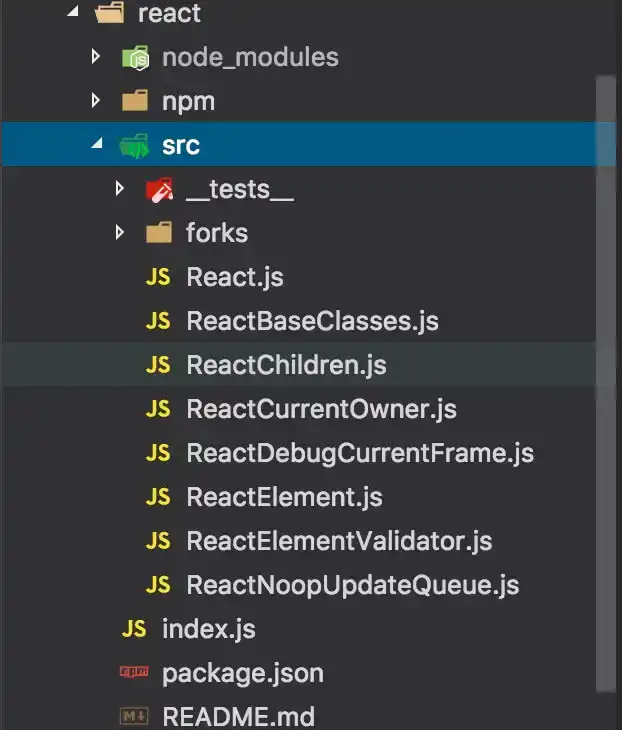 react
node_modules
npm
src
__tests__
forks
JS React.js
JS ReactBaseClasses.js
JS ReactChildren.js
JS ReactCurrentOwner.js
JS ReactDebugCurrentFrame.js
JS ReactElement.js
JS ReactElementValidator.js
JS ReactNoopUpdateQueue.js
JS index.js
npm package.json
M README.md